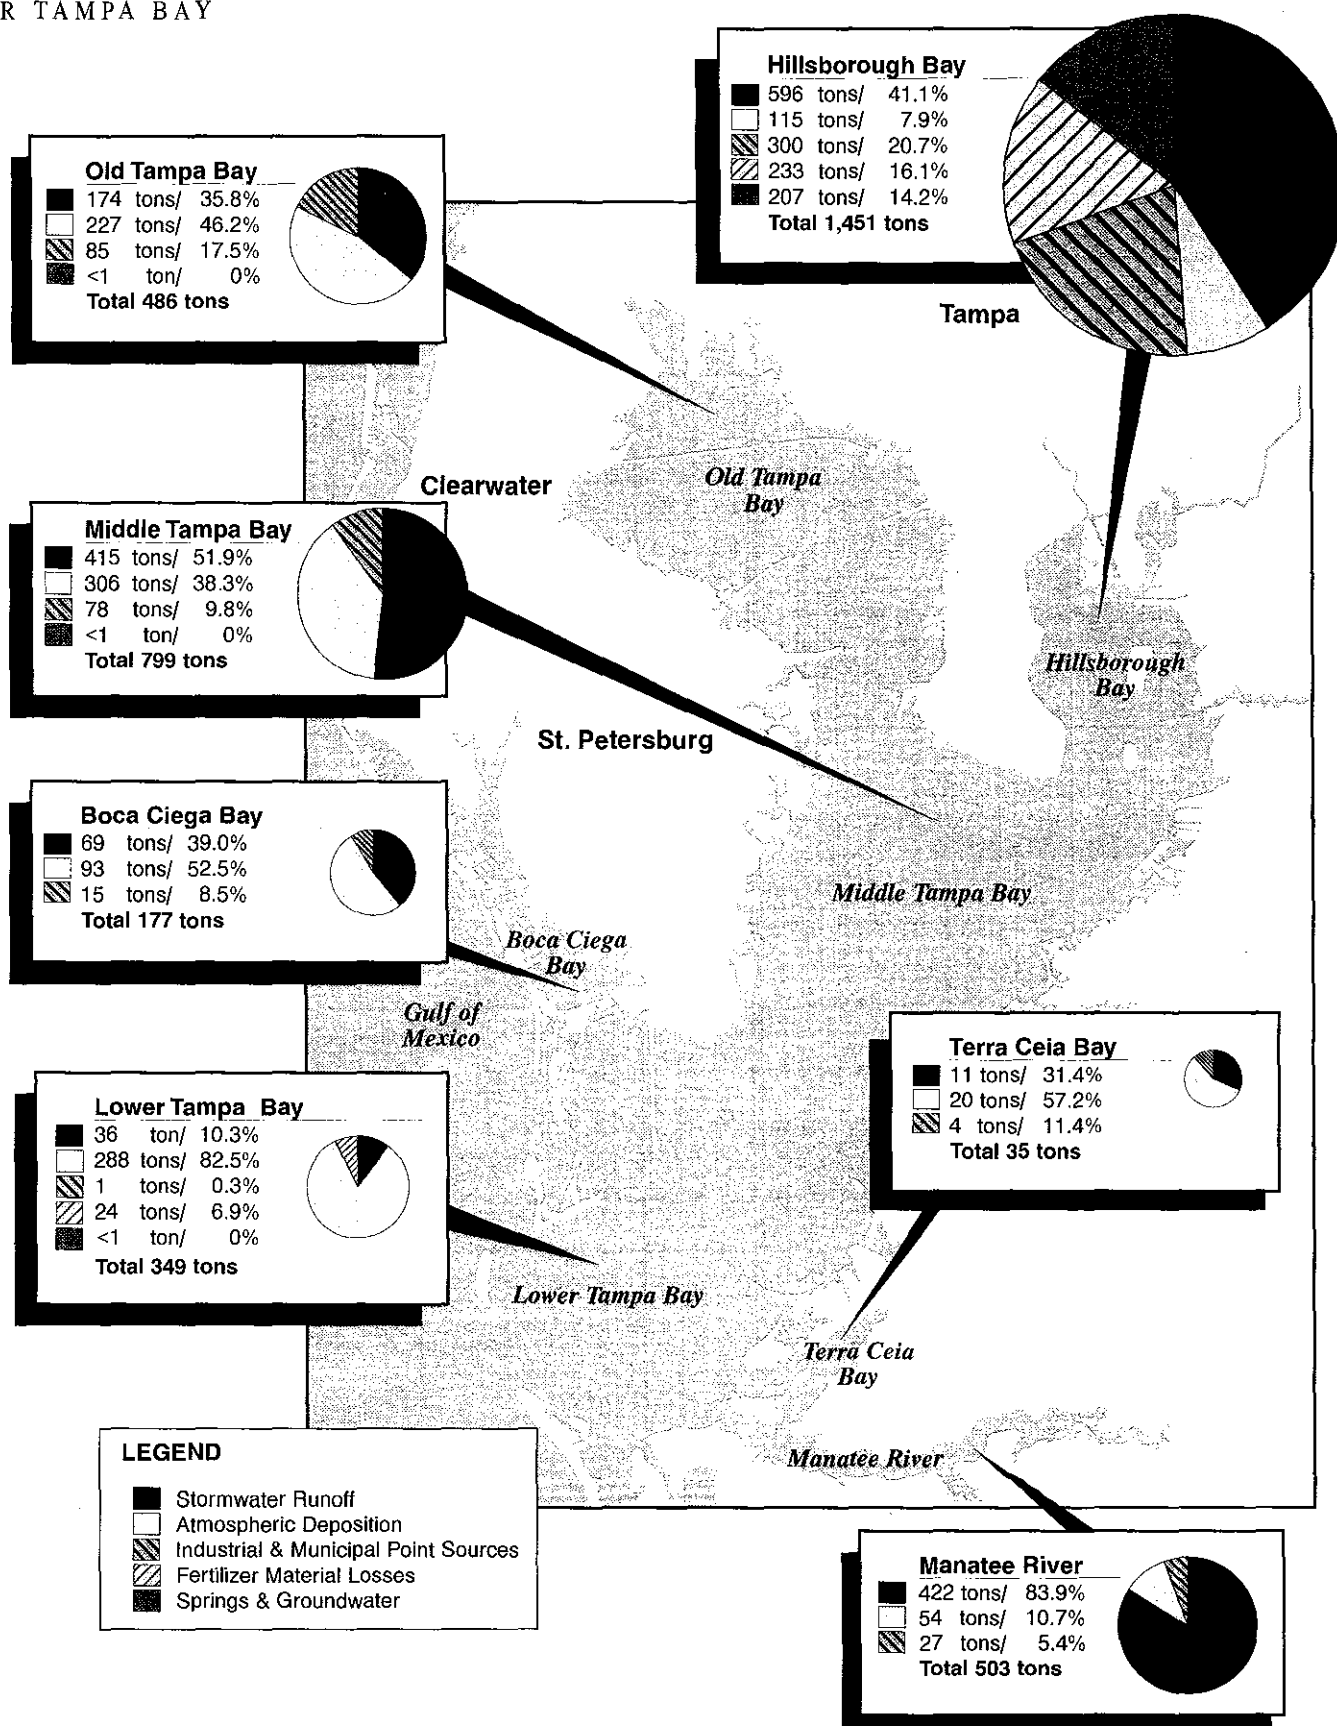 R TAMPA BAY
Hillsborough Bay
596 tons/ 41.1%
115 tons/ 7.9%
300 tons/ 20.7%
233 tons/ 16.1%
207 tons/ 14.2%
Total 1,451 tons
Old Tampa Bay
174 tons/ 35.8%
227 tons/ 46.2%
85 tons/ 17.5%
<1 ton/ 0%
Total 486 tons
Tampa
Old Tampa
Bay
Clearwater
Middle Tampa Bay
415 tons/ 51.9%
306 tons/ 38.3%
78 tons/ 9.8%
<1 ton/ 0%
Total 799 tons
Hillsborough
Bay
St. Petersburg
Boca Ciega Bay
69 tons/ 39.0%
93 tons/ 52.5%
15 tons/ 8.5%
Total 177 tons
Middle Tampa Bay
Boca Ciega
Bay
Gulf of
Mexico
Terra Ceia Bay
11 tons/ 31.4%
20 tons/ 57.2%
4 tons/ 11.4%
Total 35 tons
Lower Tampa Bay
36 ton/ 10.3%
288 tons/ 82.5%
1 tons/ 0.3%
24 tons/ 6.9%
<1 ton/ 0%
Total 349 tons
Lower Tampa Bay
Terra Ceia
Bay
Manatee River
LEGEND
Stormwater Runoff
Atmospheric Deposition
Industrial & Municipal Point Sources
Fertilizer Material Losses
Springs & Groundwater
Manatee River
422 tons/ 83.9%
54 tons/ 10.7%
27 tons/ 5.4%
Total 503 tons